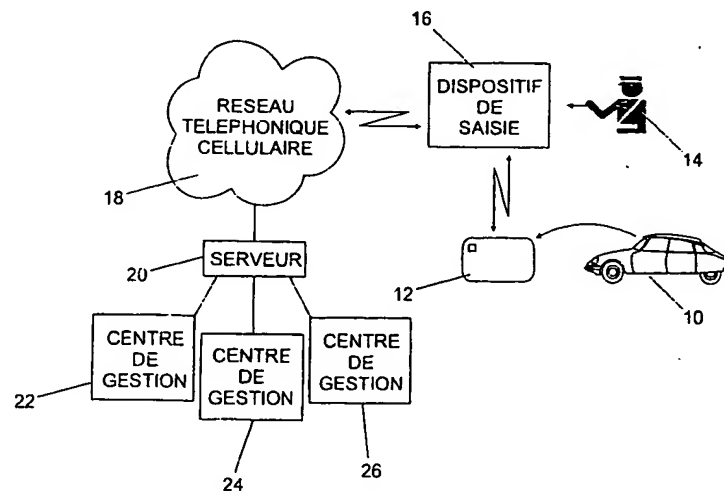 16
DISPOSITIF
DE
SAISIE
14
RESEAU
TELEPHONIQUE
CELLULAIRE
18
SERVEUR
20
12
10
CENTRE
DE
GESTION
22
CENTRE
DE
GESTION
24
CENTRE
DE
GESTION
26